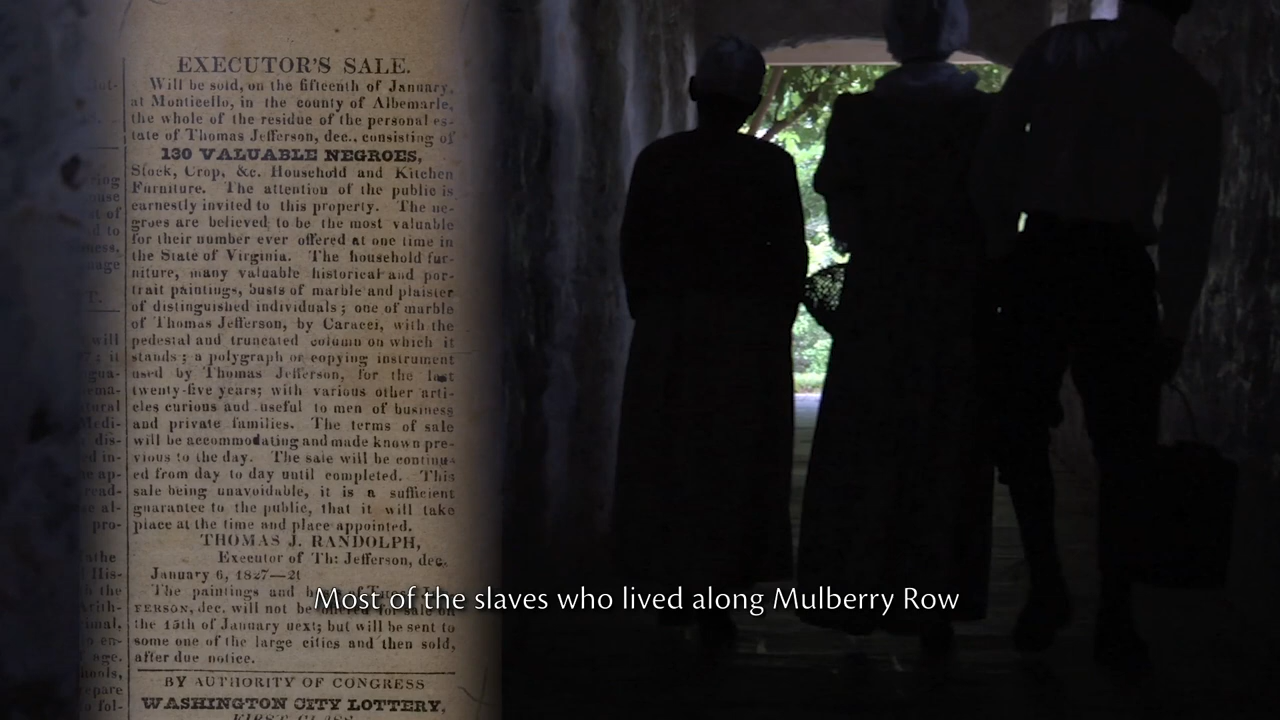 EXECUTOR'S SALE.
Will be sold, on the fifteenth of January,
at Monticello, in the county of Albemarle,
the whole of the residue of the personal es-
tate of Thomas Jefferson, dec., consisting of
130 VALUABLE NEGROES,
Stock, Crop, &c. Household and Kitchen
Furniture. The attention of the public is
earnestly invited to this property. The ne-
groes are believed to be the most valuable
for their number ever offered at one time in
the State of Virginia. The household fur-
niture, many valuable historical and por-
trait paintings, busts of marble and plaister
of distinguished individuals; one of marble
of Thomas Jefferson, by Caracci, with the
pedestal and truncated column on which it
stands; a polygraph or copying instrument
used by Thomas Jefferson, for the last
twenty-five years; with various other arti-
cles curious and useful to men of business
and private families. The terms of sale
will be accommodating and made known pre-
vious to the day. The sale will be continu-
ed from day to day until completed. This
sale being unavoidable, it is a sufficient
guarantee to the public, that it will take
place at the time and place appointed.
THOMAS J. RANDOLPH,
Executor of Th: Jefferson, dec.
January 6, 1827—2t
The paintings and
FERSON, dec. will not be for sale on
the 15th of January next; but will be sent to
some one of the large cities and then sold,
after due notice.
BY AUTHORITY OF CONGRESS
WASHINGTON CITY LOTTERY,
FIRST CLASS
Most of the slaves who lived along Mulberry Row